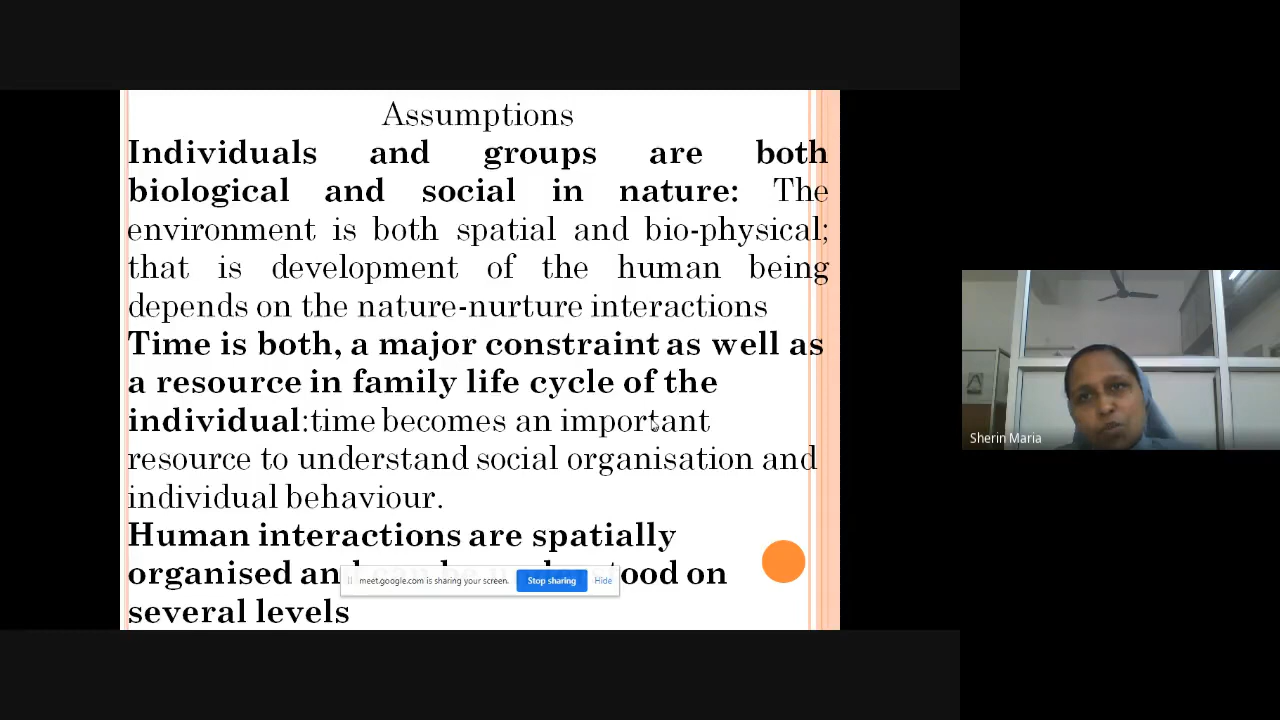 Assumptions
Individuals and groups are both
biological and social in nature: The
environment is both spatial and bio-physical;
that is development of the human being
depends on the nature-nurture interactions
Time is both, a major constraint as well as
a resource in family life cycle of the
individual:time becomes an important
resource to understand social organisation and
individual behaviour.
Human interactions are spatially
organised and can be understood on
several levels
meet.google.com is sharing your screen. Stop sharing Hide
Sherin Maria